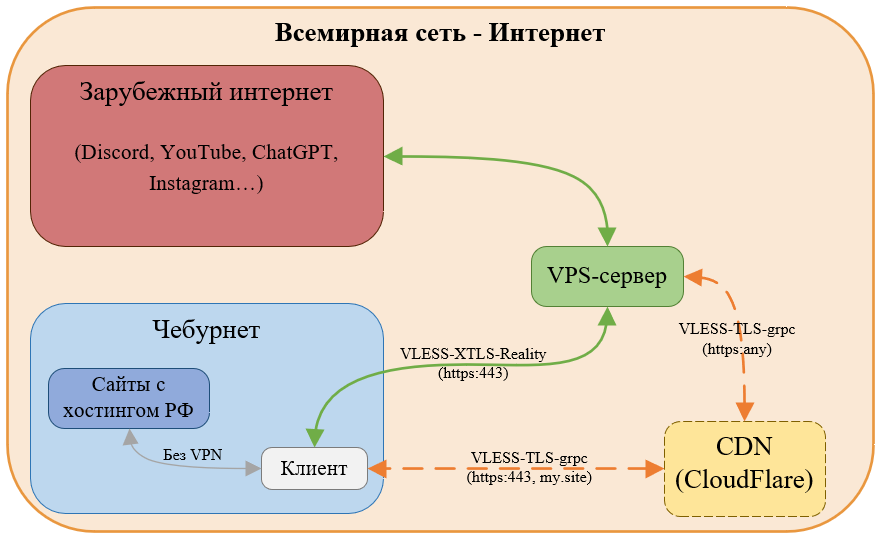 Всемирная сеть - Интернет
Зарубежный интернет
(Discord, YouTube, ChatGPT,
Instagram…)
VPS-сервер
VLESS-TLS-grpc
(https:any)
Чебурнет
VLESS-XTLS-Reality
(https:443)
Сайты с
хостингом РФ
Без VPN
Клиент
VLESS-TLS-grpc
(https:443, my.site)
CDN
(CloudFlare)